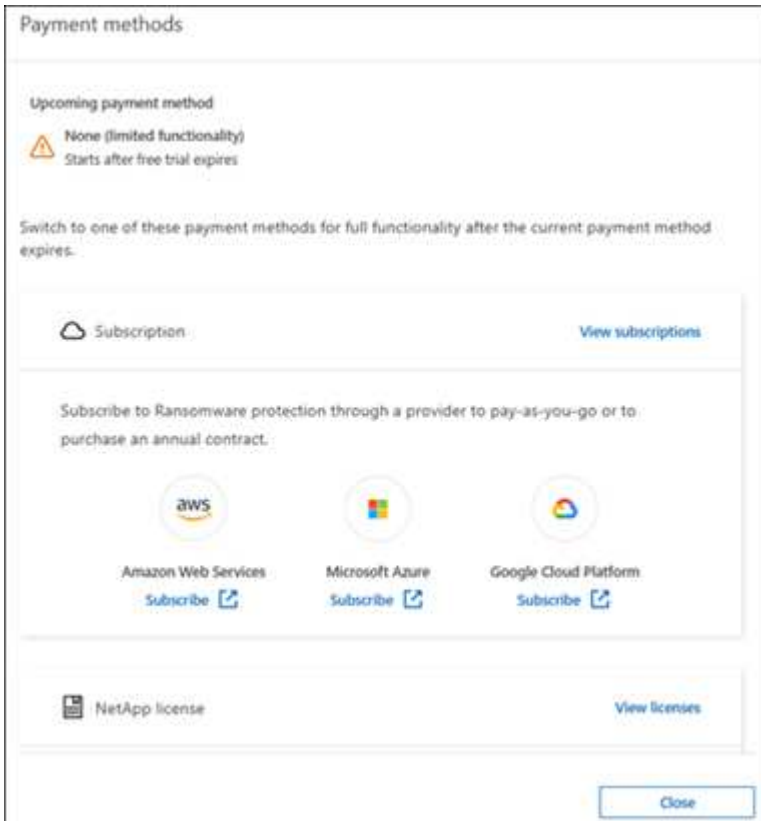 Payment methods
Upcoming payment method
None (limited functionality)
Starts after free trial expires
Switch to one of these payment methods for full functionality after the current payment method
expires.
Subscription
View subscriptions
Subscribe to Ransomware protection through a provider to pay-as-you-go or to
purchase an annual contract.
aws
Amazon Web Services
Microsoft Azure
Google Cloud Platform
Subscribe
Subscribe
Subscribe
NetApp license
View licenses
Close